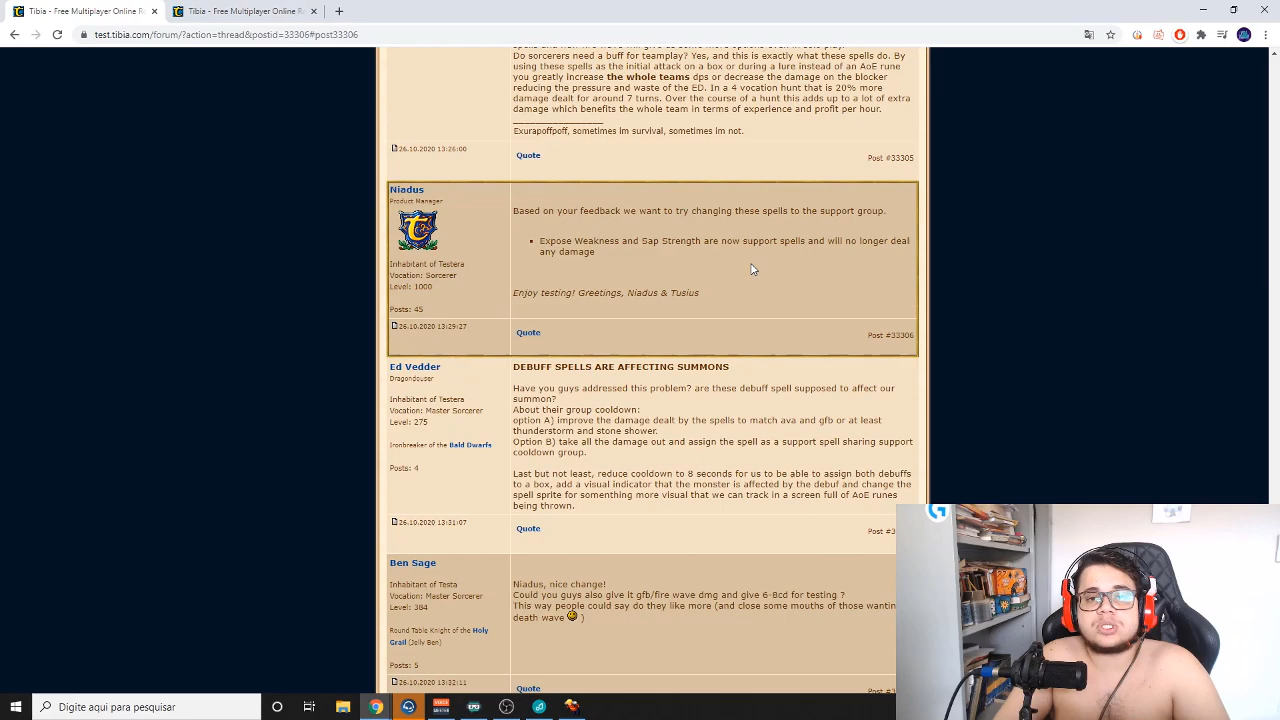 Tibia - Free Multiplayer Online R
Tibia - Free Multiplayer Online R
test.tibia.com/forum/?action=thread&postid=33306#post33306
Do sorcerers need a buff for teamplay? Yes, and this is exactly what these spells do. By
using these spells as the initial attack on a box or during a lure instead of an AoE rune
you greatly increase the whole teams dps or decrease the damage on the blocker
reducing the pressure and waste of the ED. In a 4 vocation hunt that is 20% more
damage dealt for around 7 turns. Over the course of a hunt this adds up to a lot of extra
damage which benefits the whole team in terms of experience and profit per hour.
Exurapoffpoff, sometimes im survival, sometimes im not.
26.10.2020 13:26:00
Quote
Post #33305
Niadus
Product Manager
Inhabitant of Testera
Vocation: Sorcerer
Level: 1000
Posts: 45
Based on your feedback we want to try changing these spells to the support group.
Expose Weakness and Sap Strength are now support spells and will no longer deal
any damage
Enjoy testing! Greetings, Niadus & Tusius
26.10.2020 13:29:27
Quote
Post #33306
Ed Vedder
Dragondouser
Inhabitant of Testera
Vocation: Master Sorcerer
Level: 275
Ironbreaker of the Bald Dwarfs
Posts: 4
DEBUFF SPELLS ARE AFFECTING SUMMONS
Have you guys addressed this problem? are these debuff spell supposed to affect our
summon?
About their group cooldown:
option A) improve the damage dealt by the spells to match ava and gfb or at least
thunderstorm and stone shower.
Option B) take all the damage out and assign the spell as a support spell sharing support
cooldown group.
Last but not least, reduce cooldown to 8 seconds for us to be able to assign both debuffs
to a box, add a visual indicator that the monster is affected by the debuf and change the
spell sprite for somenthing more visual that we can track in a screen full of AoE runes
being thrown.
26.10.2020 13:31:07
Quote
Post #3
Ben Sage
Inhabitant of Testa
Vocation: Master Sorcerer
Level: 384
Round Table Knight of the Holy
Grail (Jelly Ben)
Posts: 5
Niadus, nice change!
Could you guys also give it gfb/fire wave dmg and give 6-8cd for testing ?
This way people could say do they like more (and close some mouths of those wantin
death wave )
26.10.2020 13:32:11
Quote
Post #3
Digite aqui para pesquisar